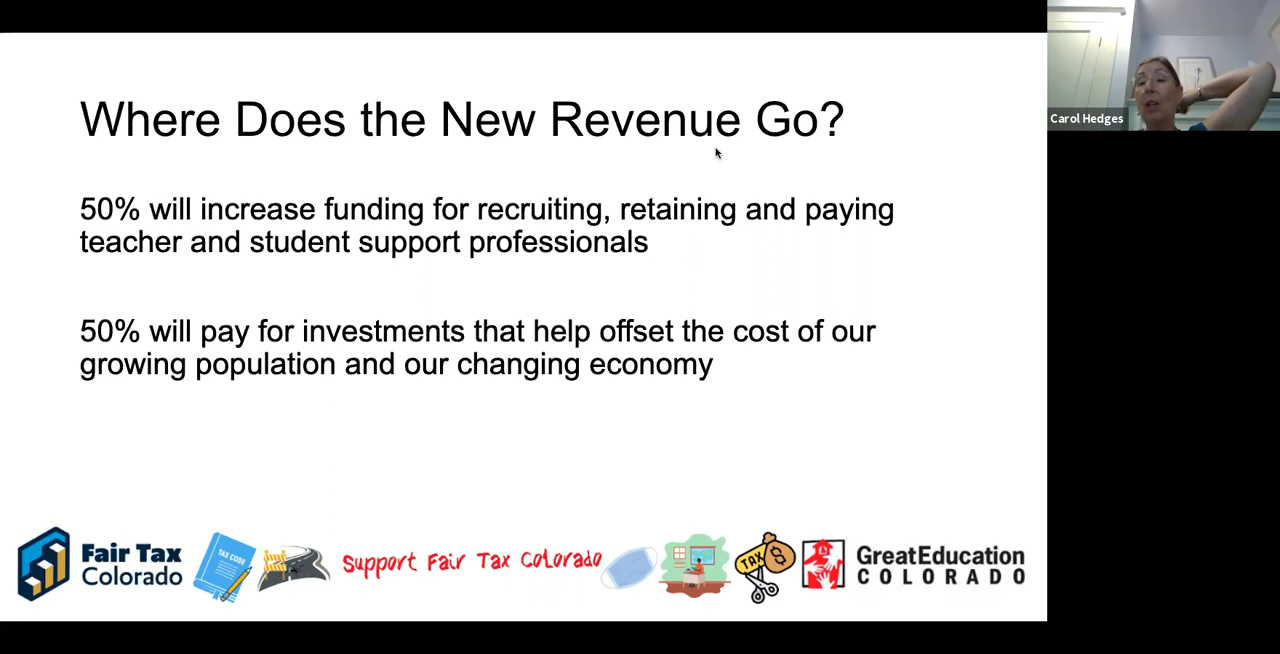 Where Does the New Revenue Go?
50% will increase funding for recruiting, retaining and paying
teacher and student support professionals
50% will pay for investments that help offset the cost of our
growing population and our changing economy
Carol Hedges
Fair Tax
Colorado
TAX CODE
Support Fair Tax Colorado
TAX
$
GreatEducation
COLORADO